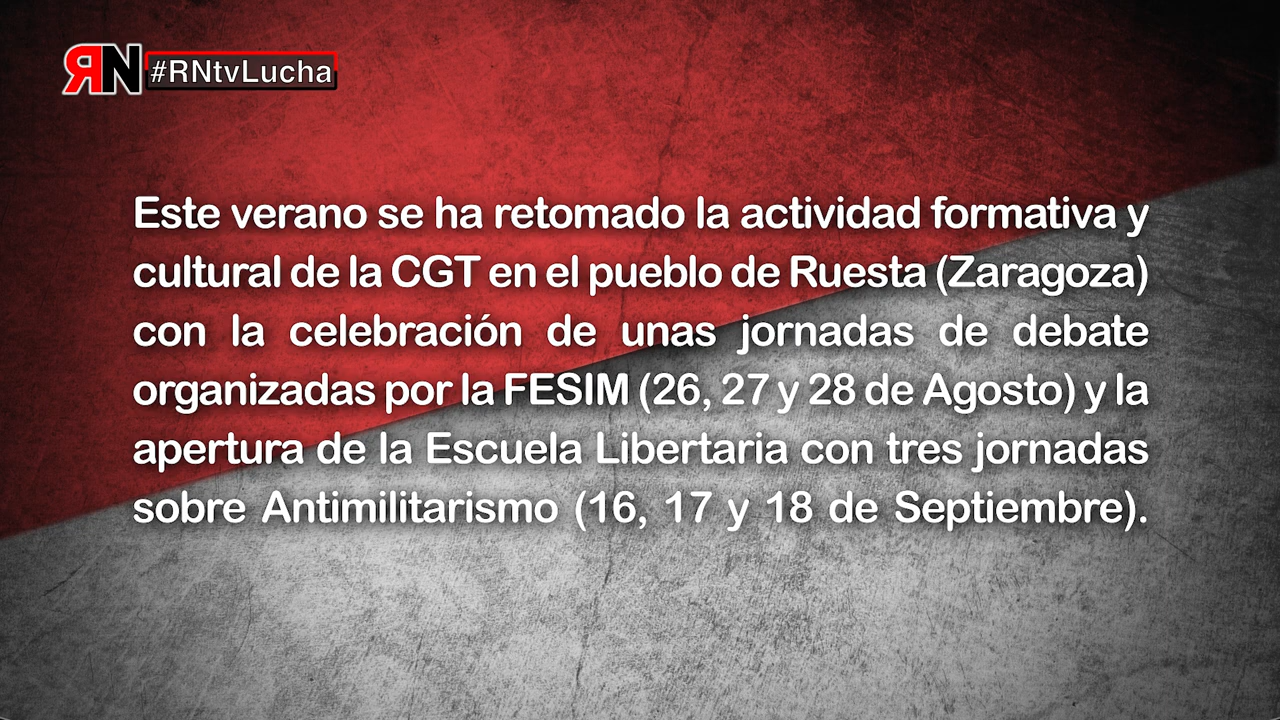 ЯN #RNtvLucha
Este verano se ha retomado la actividad formativa y
cultural de la CGT en el pueblo de Ruesta (Zaragoza)
con la celebración de unas jornadas de debate
organizadas por la FESIM (26, 27 y 28 de Agosto) y la
apertura de la Escuela Libertaria con tres jornadas
sobre Antimilitarismo (16, 17 y 18 de Septiembre).